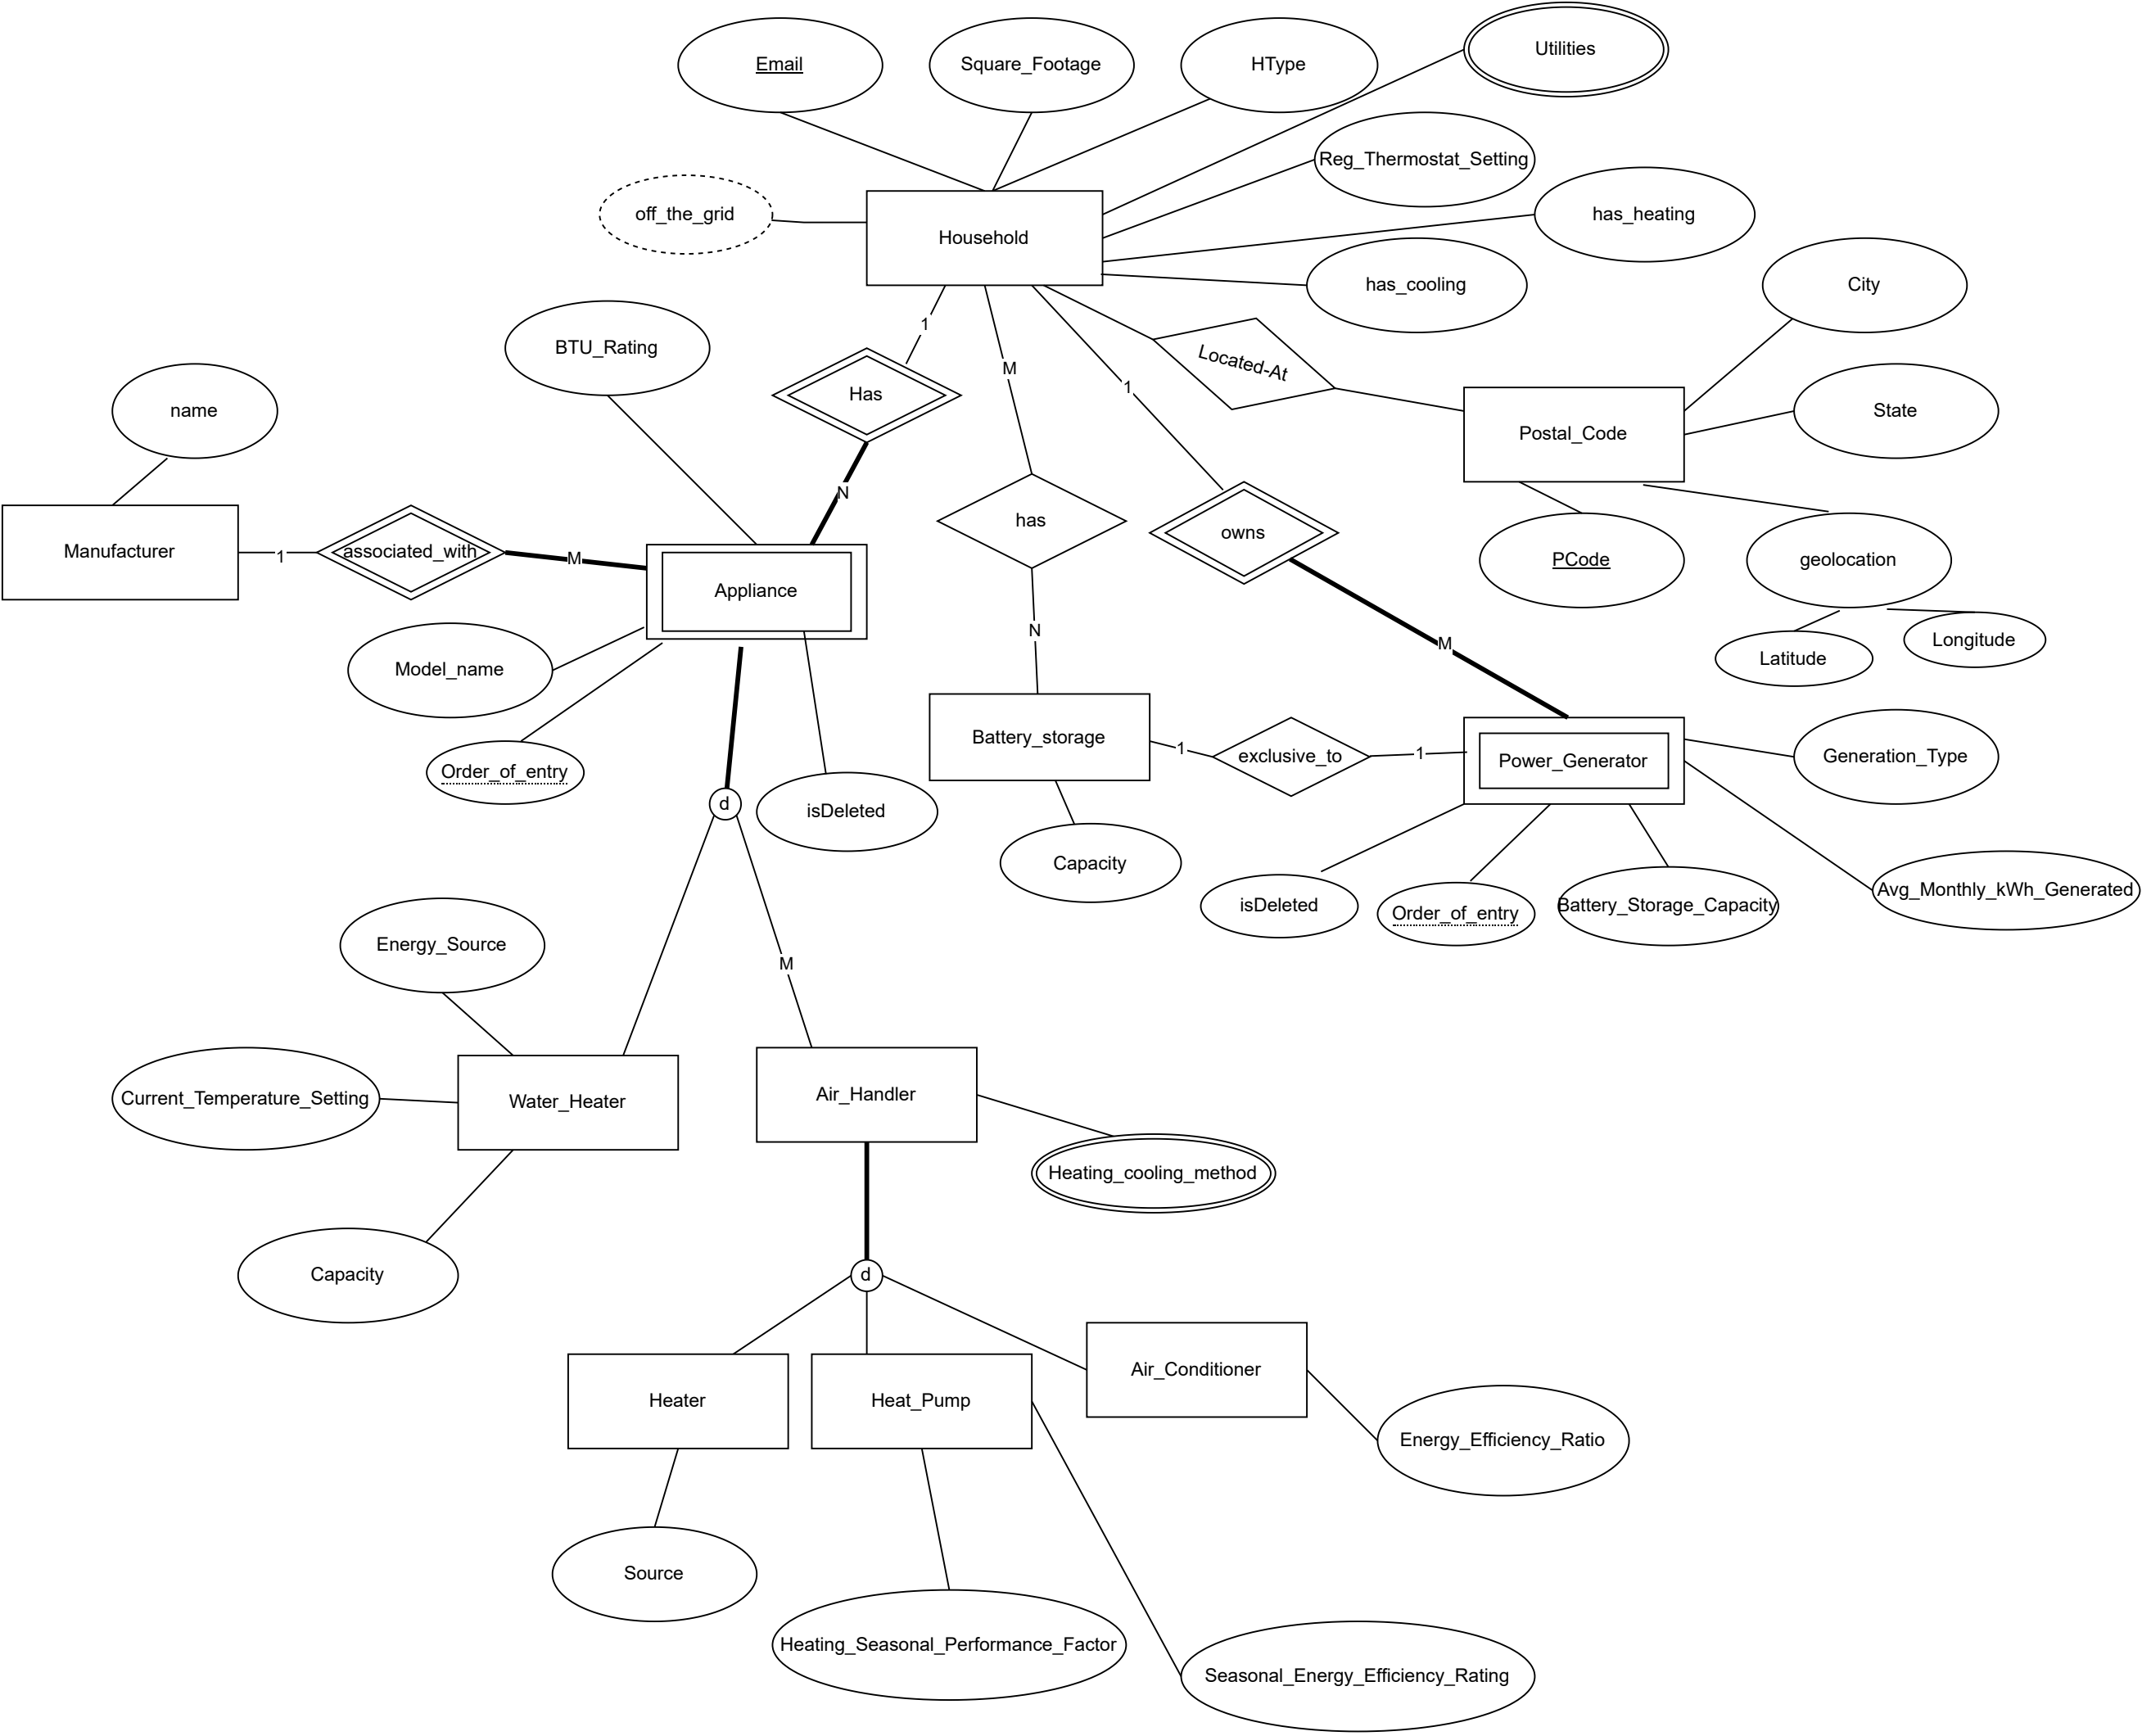 Utilities
Email
Square_Footage
HType
Reg_Thermostat_Setting
off_the_grid
has_heating
Household
has_cooling
City
1
BTU_Rating
Located-At
M
1
Has
name
State
Postal_Code
N
has
owns
Manufacturer
1
associated_with
M
PCode
geolocation
Appliance
N
M
Longitude
Latitude
Model_name
Battery_storage
1
exclusive_to
1
Power_Generator
Generation_Type
Order_of_entry
d
isDeleted
Capacity
Avg_Monthly_kWh_Generated
isDeleted
Order_of_entry
Battery_Storage_Capacity
Energy_Source
M
Current_Temperature_Setting
Water_Heater
Air_Handler
Heating_cooling_method
Capacity
d
Air_Conditioner
Heater
Heat_Pump
Energy_Efficiency_Ratio
Source
Heating_Seasonal_Performance_Factor
Seasonal_Energy_Efficiency_Rating